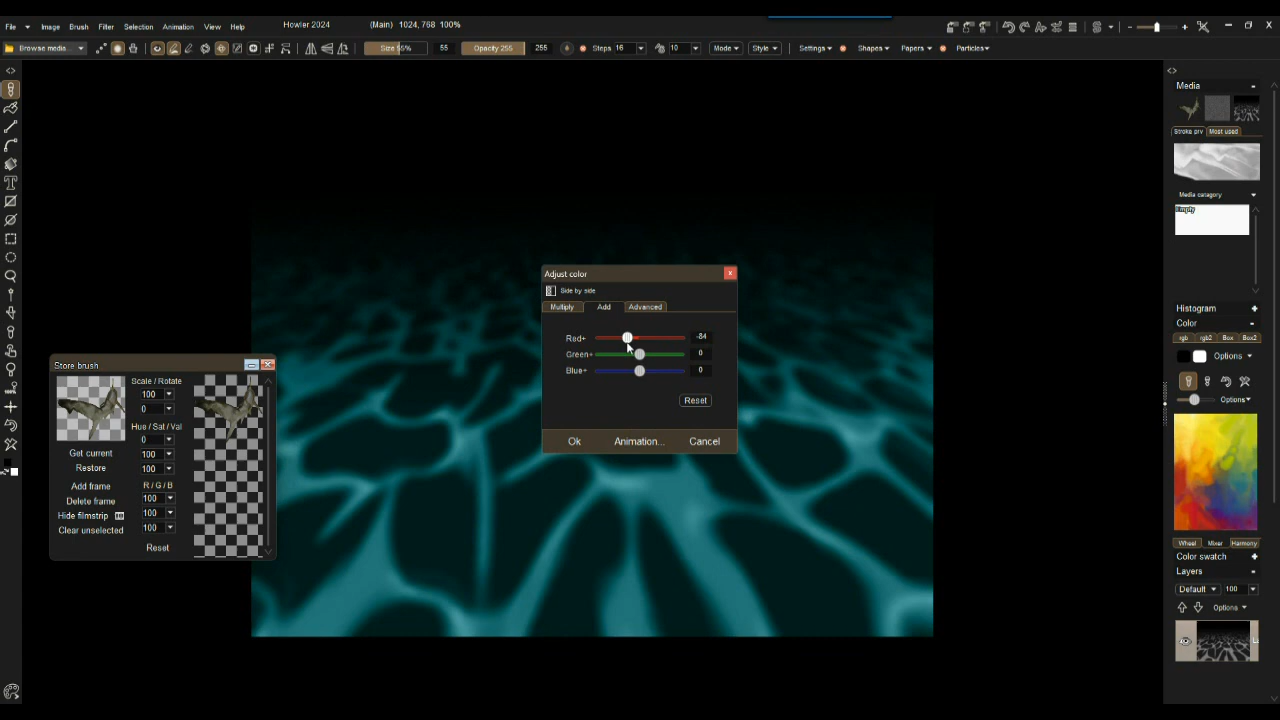 File Image Brush Filter Selection Animation View Help Howler 2024 (Main) 1024,768 100%
Browse media... Size 55% 55 Opacity 255 255 Steps 16 10 Mode Style Settings Shapes Papers Particles
Media
Stroke prv Most used
Media catagory
Empty
Histogram
Color
rgb rgb2 Box Box2
Options
Options
Wheel Mixer Harmony
Color swatch
Layers
Default 100
Options
Adjust color
Side by side
Multiply Add Advanced
Red+ -84
Green+ 0
Blue+ 0
Reset
Ok Animation... Cancel
Store brush
Scale / Rotate
100
0
Hue / Sat / Val
0
Get current 100
Restore 100
Add frame R / G / B
Delete frame 100
Hide filmstrip 100
Clear unselected 100
Reset